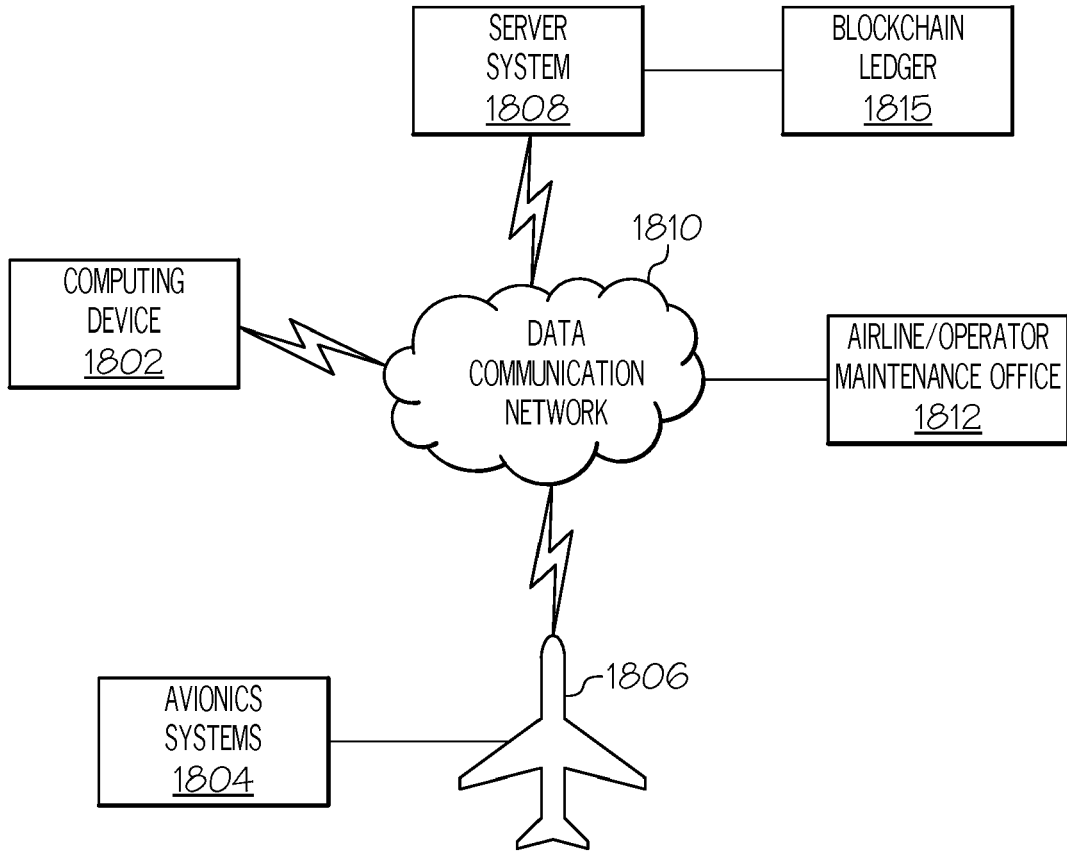 SERVER
SYSTEM
1808
BLOCKCHAIN
LEDGER
1815
1810
COMPUTING
DEVICE
1802
DATA
COMMUNICATION
NETWORK
AIRLINE/OPERATOR
MAINTENANCE OFFICE
1812
1806
AVIONICS
SYSTEMS
1804